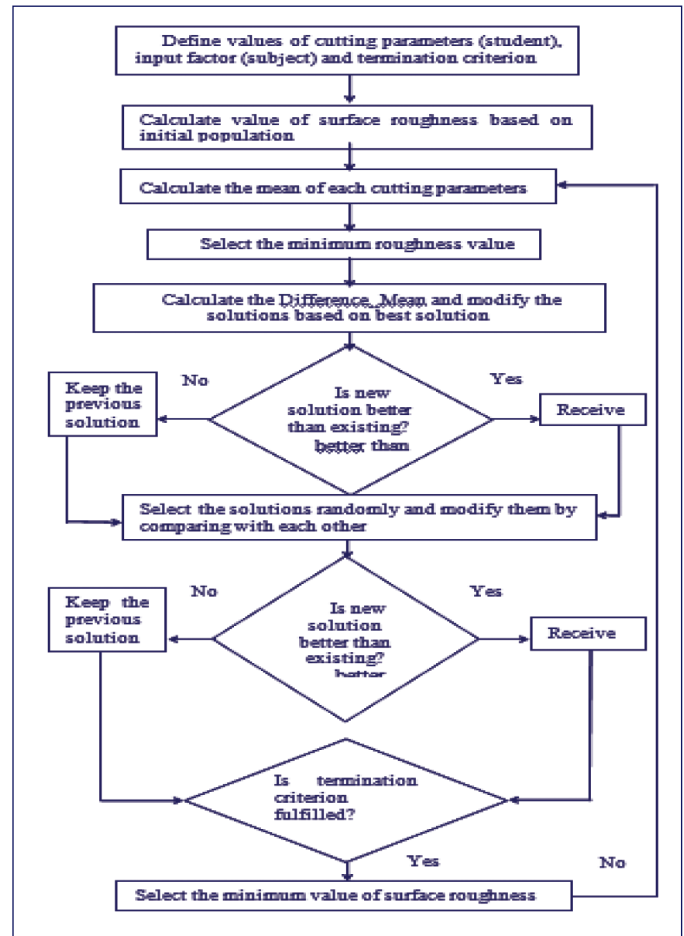 Define values of cutting parameters (student),
input factor (subject) and termination criterion
Calculate value of surface roughness based on
initial population
Calculate the mean of each cutting parameters
Select the minimum roughness value
Calculate the Difference_Mean and modify the
solutions based on best solution
No
Yes
Keep the
previous
solution
Is new
solution better
than existing?
better than
Receive
Select the solutions randomly and modify them by
comparing with each other
No
Yes
Keep the
previous
solution
Is new
solution
better than
existing?
better
Receive
Is termination
criterion
fulfilled?
Yes
No
Select the minimum value of surface roughness